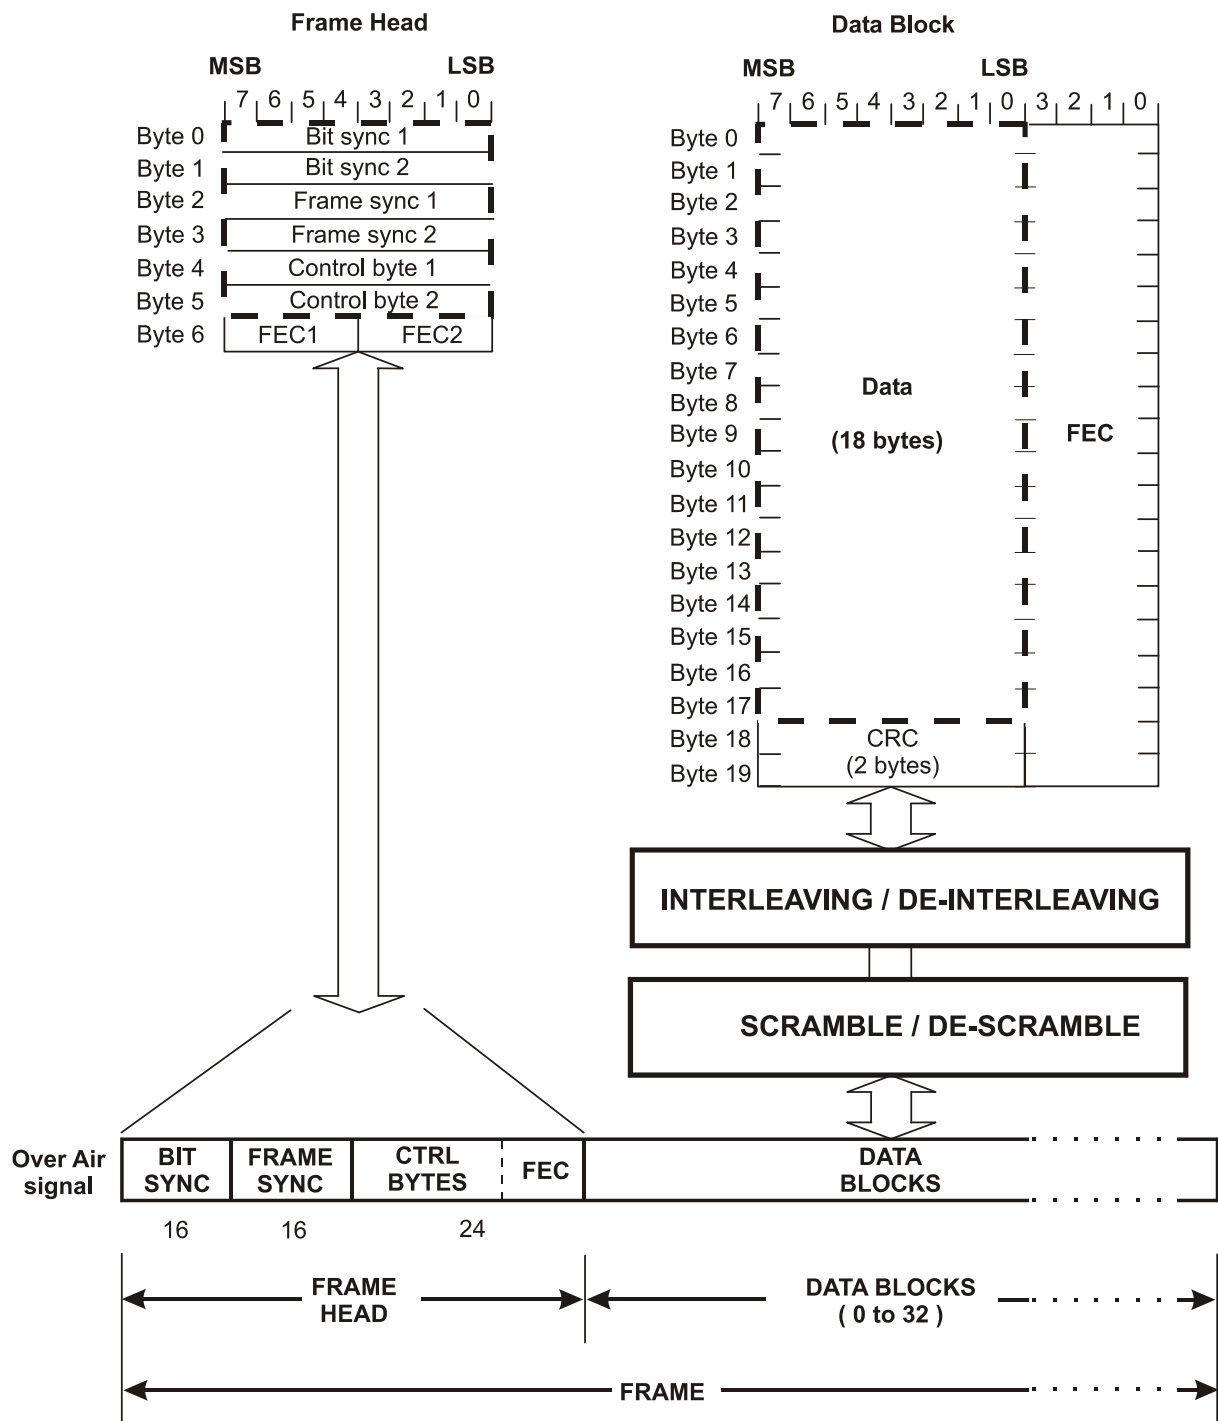 Frame Head
MSB LSB
7 6 5 4 3 2 1 0
Byte 0 Bit sync 1
Byte 1 Bit sync 2
Byte 2 Frame sync 1
Byte 3 Frame sync 2
Byte 4 Control byte 1
Byte 5 Control byte 2
Byte 6 FEC1 FEC2
Data Block
MSB LSB
7 6 5 4 3 2 1 0 3 2 1 0
Byte 0
Byte 1
Byte 2
Byte 3
Byte 4
Byte 5
Byte 6
Byte 7
Byte 8
Byte 9
Byte 10
Byte 11
Byte 12
Byte 13
Byte 14
Byte 15
Byte 16
Byte 17
Byte 18
Byte 19
Data
(18 bytes)
FEC
CRC
(2 bytes)
INTERLEAVING / DE-INTERLEAVING
SCRAMBLE / DE-SCRAMBLE
Over Air
signal
BIT
SYNC
FRAME
SYNC
CTRL
BYTES
FEC
DATA
BLOCKS
16 16 24
FRAME
HEAD
DATA BLOCKS
( 0 to 32 )
FRAME